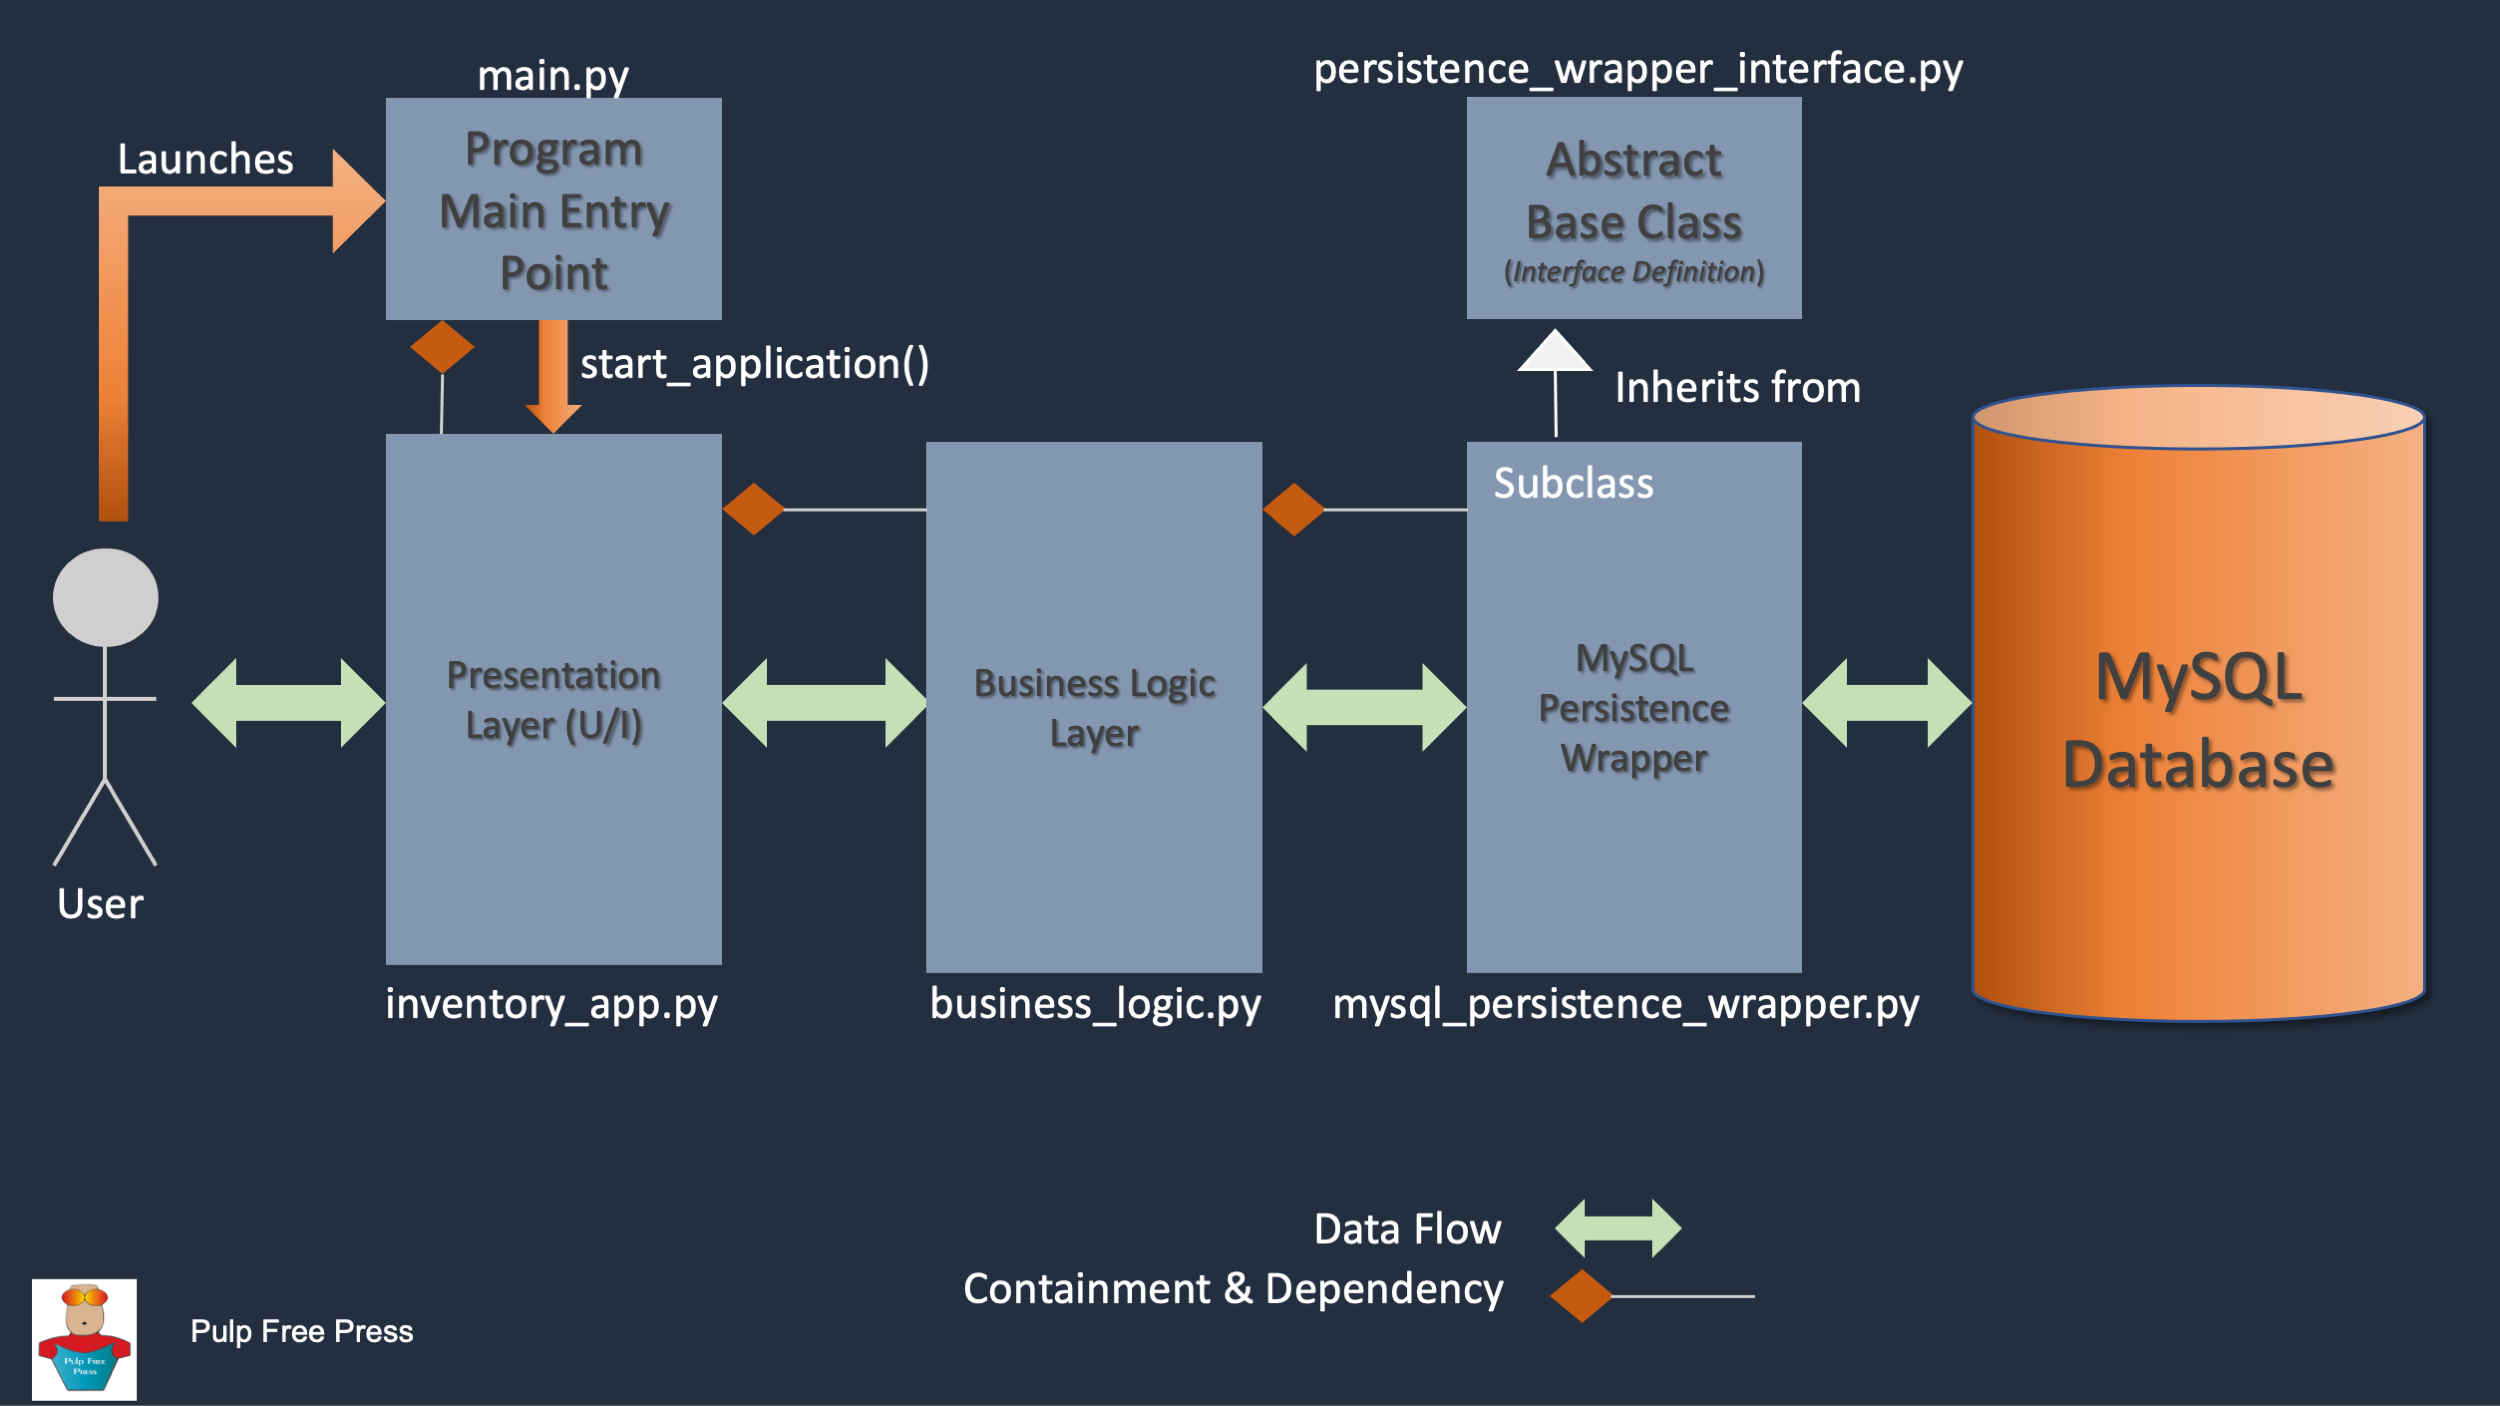 main.py
persistence_wrapper_interface.py
Launches
Program
Main Entry
Point
Abstract
Base Class
(Interface Definition)
start_application()
Inherits from
Subclass
Presentation
Layer (U/I)
Business Logic
Layer
MySQL
Persistence
Wrapper
MySQL
Database
User
inventory_app.py
business_logic.py
mysql_persistence_wrapper.py
Data Flow
Containment & Dependency
Pulp Free Press
Pulp Free
Press